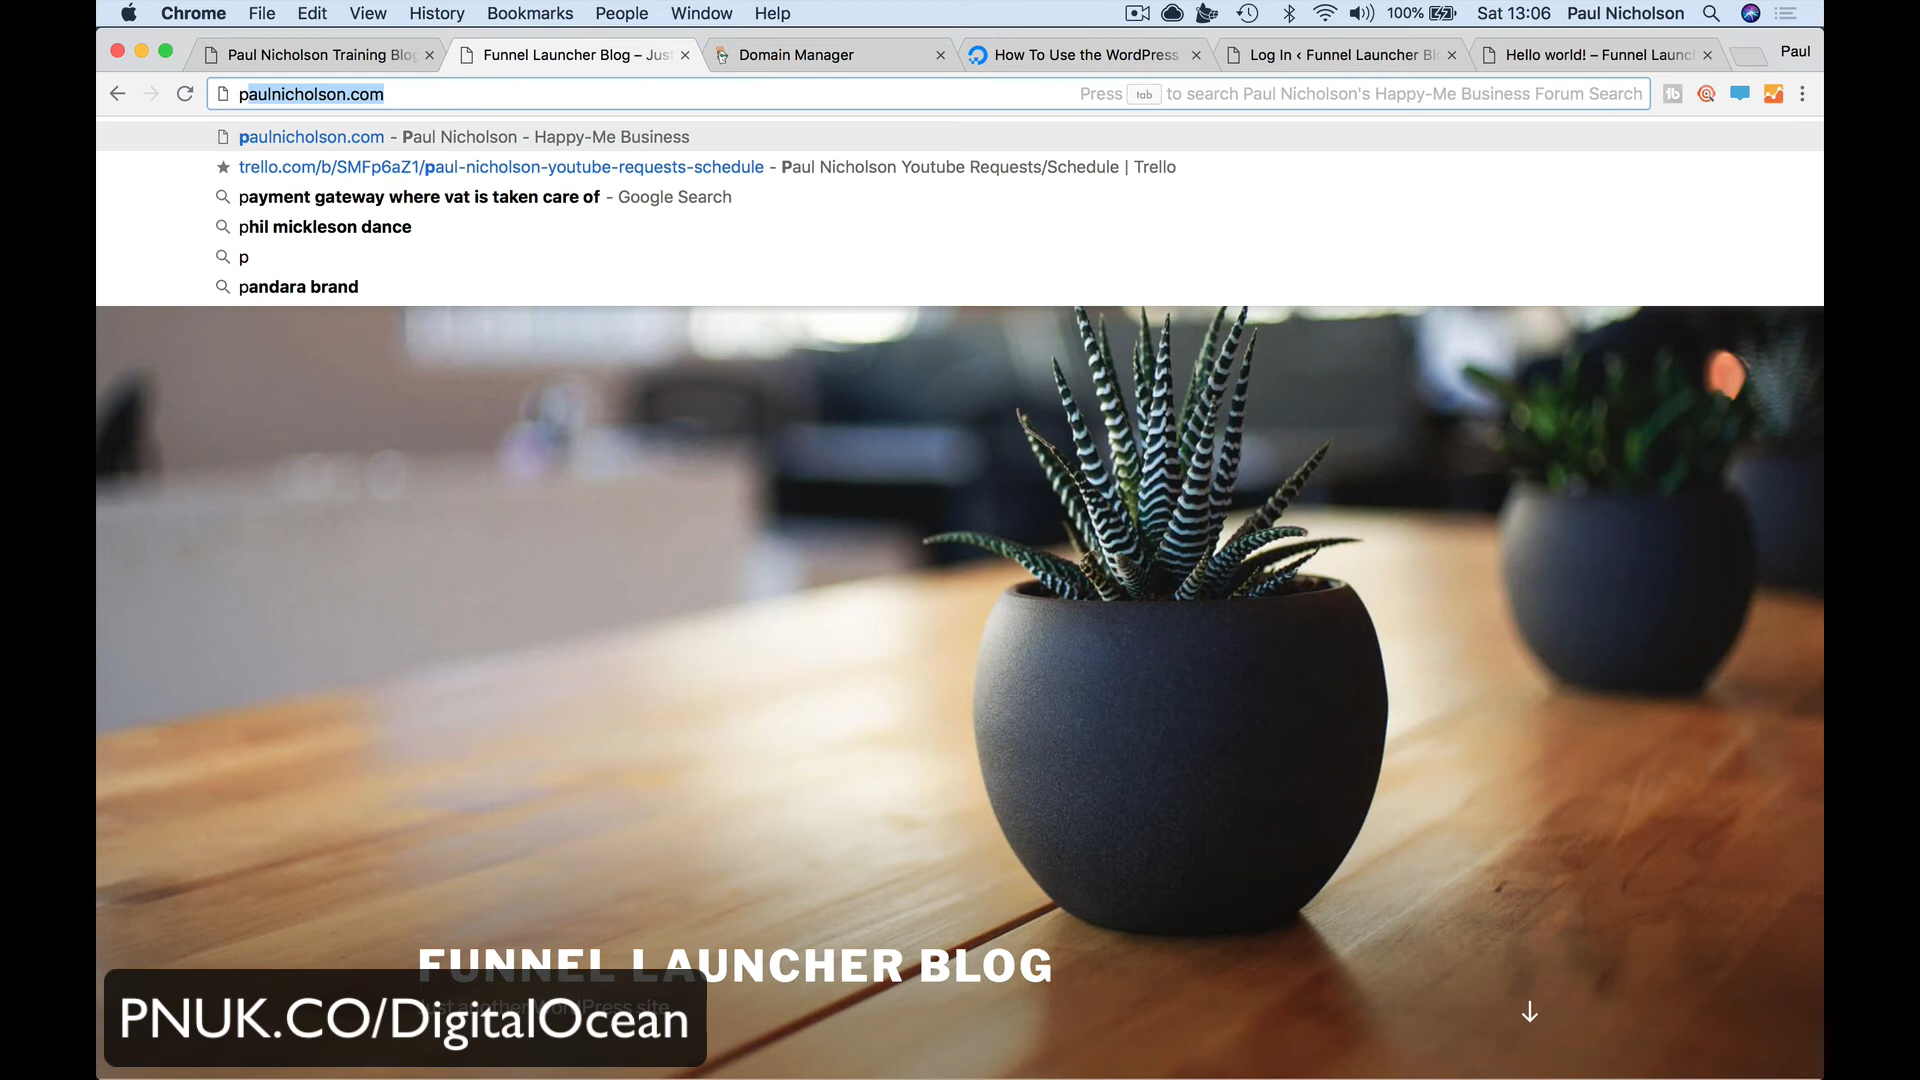 Chrome File Edit View History Bookmarks People Window Help 100% Sat 13:06 Paul Nicholson
Paul Nicholson Training Blog Funnel Launcher Blog – Jus Domain Manager How To Use the WordPress Log In ‹ Funnel Launcher Bl Hello world! – Funnel Launc Paul
paulnicholson.com Press tab to search Paul Nicholson's Happy-Me Business Forum Search
paulnicholson.com - Paul Nicholson - Happy-Me Business
trello.com/b/SMFp6aZ1/paul-nicholson-youtube-requests-schedule - Paul Nicholson Youtube Requests/Schedule | Trello
payment gateway where vat is taken care of - Google Search
phil mickleson dance
p
pandara brand
FUNNEL LAUNCHER BLOG
Just another WordPress site
PNUK.CO/DigitalOcean